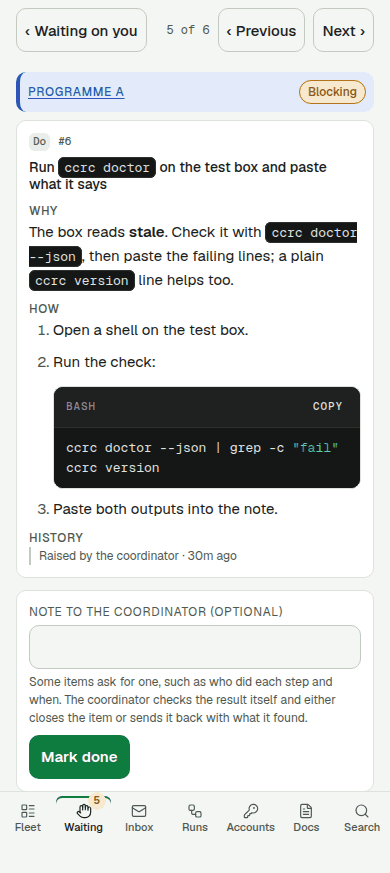 ‹ Waiting on you 5 of 6 ‹ Previous Next ›
PROGRAMME A Blocking
Do #6
Run ccrc doctor on the test box and paste
what it says
WHY
The box reads stale. Check it with ccrc doctor
--json, then paste the failing lines; a plain
ccrc version line helps too.
HOW
1. Open a shell on the test box.
2. Run the check:
BASH COPY
ccrc doctor --json | grep -c "fail"
ccrc version
3. Paste both outputs into the note.
HISTORY
Raised by the coordinator · 30m ago
NOTE TO THE COORDINATOR (OPTIONAL)
Some items ask for one, such as who did each step and
when. The coordinator checks the result itself and either
closes the item or sends it back with what it found.
Mark done
5
Fleet Waiting Inbox Runs Accounts Docs Search